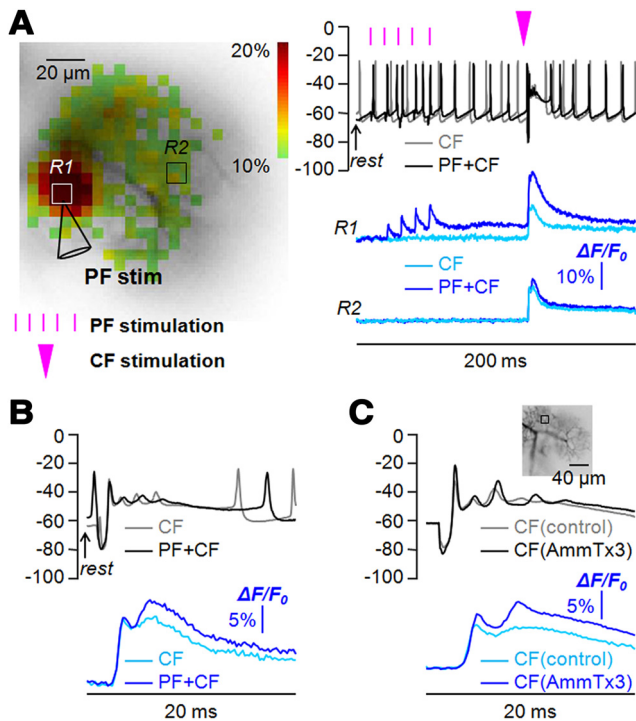 A
20 µm
20%
10%
R1
R2
PF stim
PF stimulation
CF stimulation
0
-20
-40
-60
-80
-100
rest
CF
PF+CF
R1
CF
PF+CF
ΔF/F0
10%
R2
200 ms
B
0
-20
-40
-60
-80
-100
rest
CF
PF+CF
ΔF/F0
5%
CF
PF+CF
20 ms
C
40 µm
0
-20
-40
-60
-80
-100
CF(control)
CF(AmmTx3)
ΔF/F0
5%
CF(control)
CF(AmmTx3)
20 ms